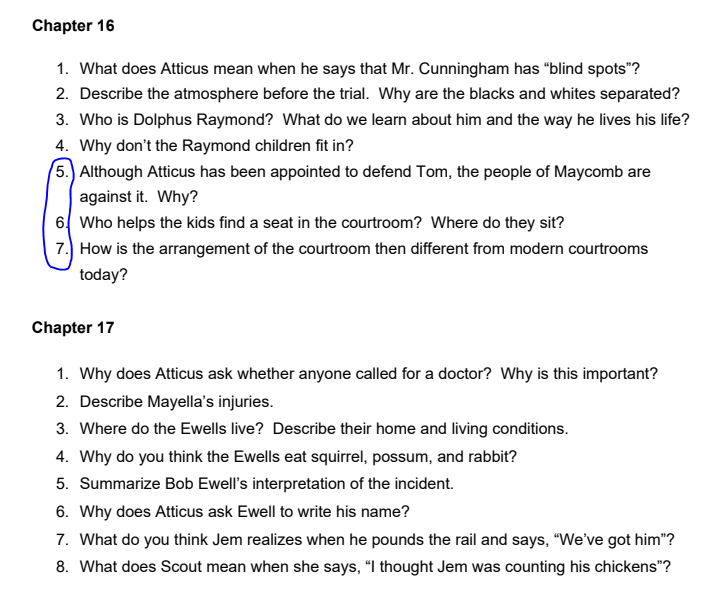 Chapter 16
1. What does Atticus mean when he says that Mr. Cunningham has “blind spots”?
2. Describe the atmosphere before the trial.  Why are the blacks and whites separated?
3. Who is Dolphus Raymond?  What do we learn about him and the way he lives his life?
4. Why don’t the Raymond children fit in?
5. Although Atticus has been appointed to defend Tom, the people of Maycomb are
against it.  Why?
6. Who helps the kids find a seat in the courtroom?  Where do they sit?
7. How is the arrangement of the courtroom then different from modern courtrooms
today?
Chapter 17
1. Why does Atticus ask whether anyone called for a doctor?  Why is this important?
2. Describe Mayella’s injuries.
3. Where do the Ewells live?  Describe their home and living conditions.
4. Why do you think the Ewells eat squirrel, possum, and rabbit?
5. Summarize Bob Ewell’s interpretation of the incident.
6. Why does Atticus ask Ewell to write his name?
7. What do you think Jem realizes when he pounds the rail and says, “We’ve got him”?
8. What does Scout mean when she says, “I thought Jem was counting his chickens”?